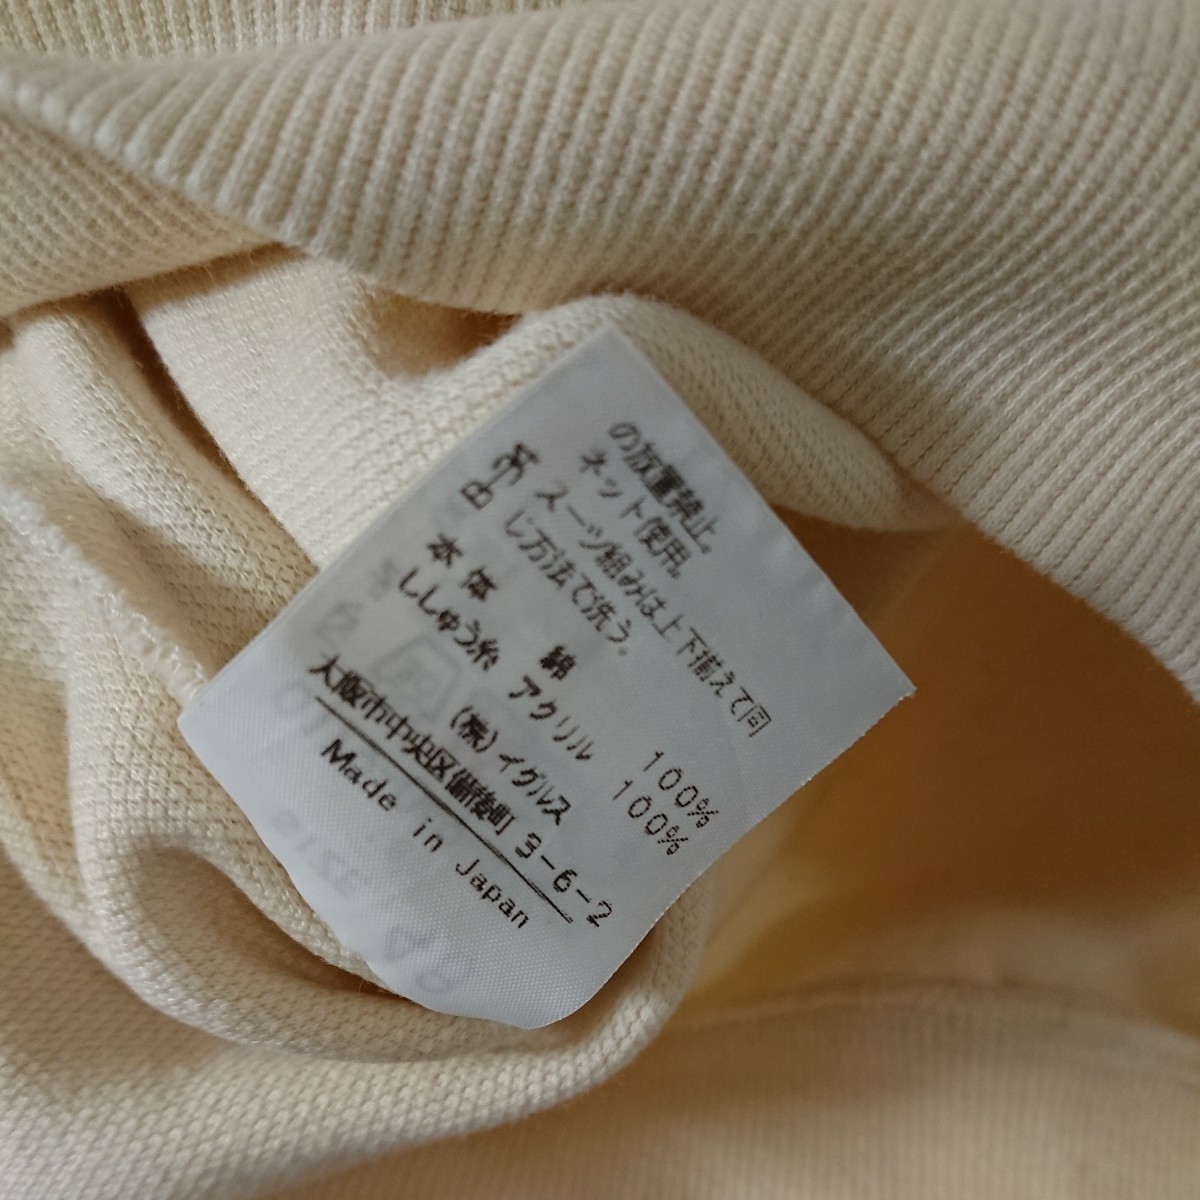 の放置禁止。
ネット使用。
スーツ組みは上下揃えて同
じ方法で洗う。
本体 綿 100%
ししゅう糸 アクリル 100%
(株)イグルス
大阪市中央区備後町3-6-2
Made in Japan